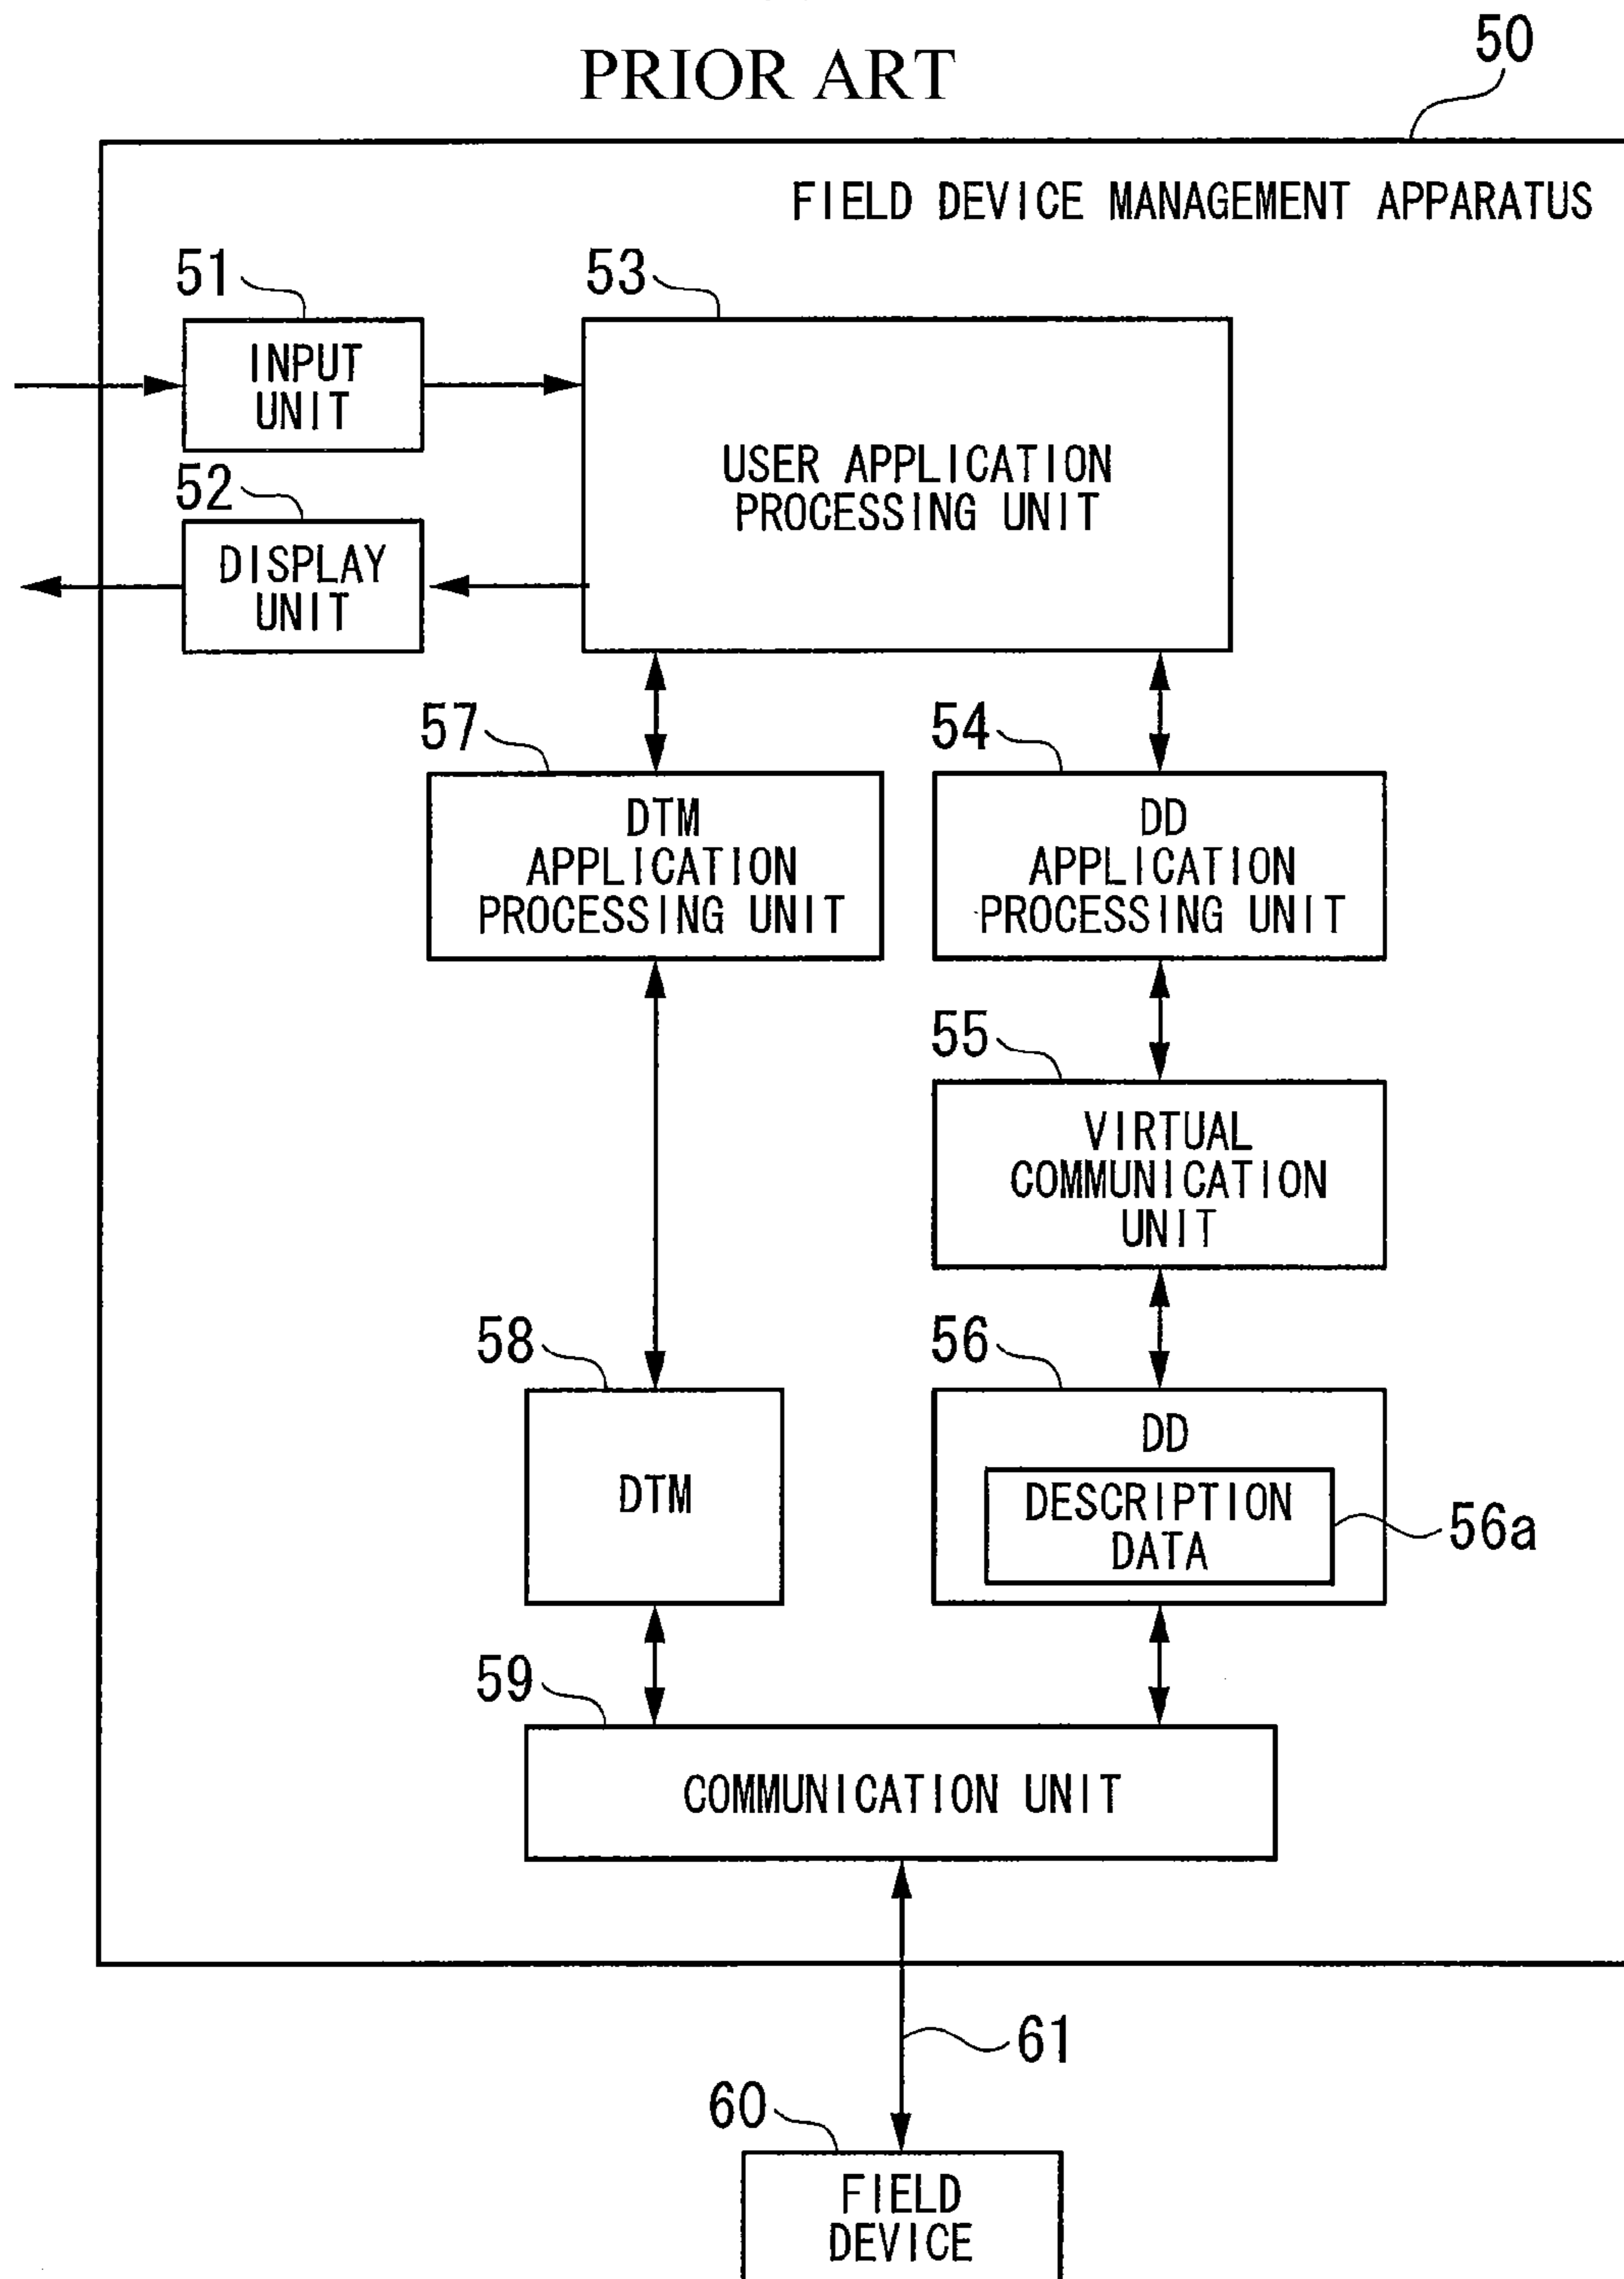 PRIOR ART
50
FIELD DEVICE MANAGEMENT APPARATUS
51
53
INPUT
UNIT
52
DISPLAY
UNIT
USER APPLICATION
PROCESSING UNIT
57
54
DTM
APPLICATION
PROCESSING UNIT
DD
APPLICATION
PROCESSING UNIT
55
VIRTUAL
COMMUNICATION
UNIT
58
56
DTM
DD
DESCRIPTION
DATA
56a
59
COMMUNICATION UNIT
61
60
FIELD
DEVICE